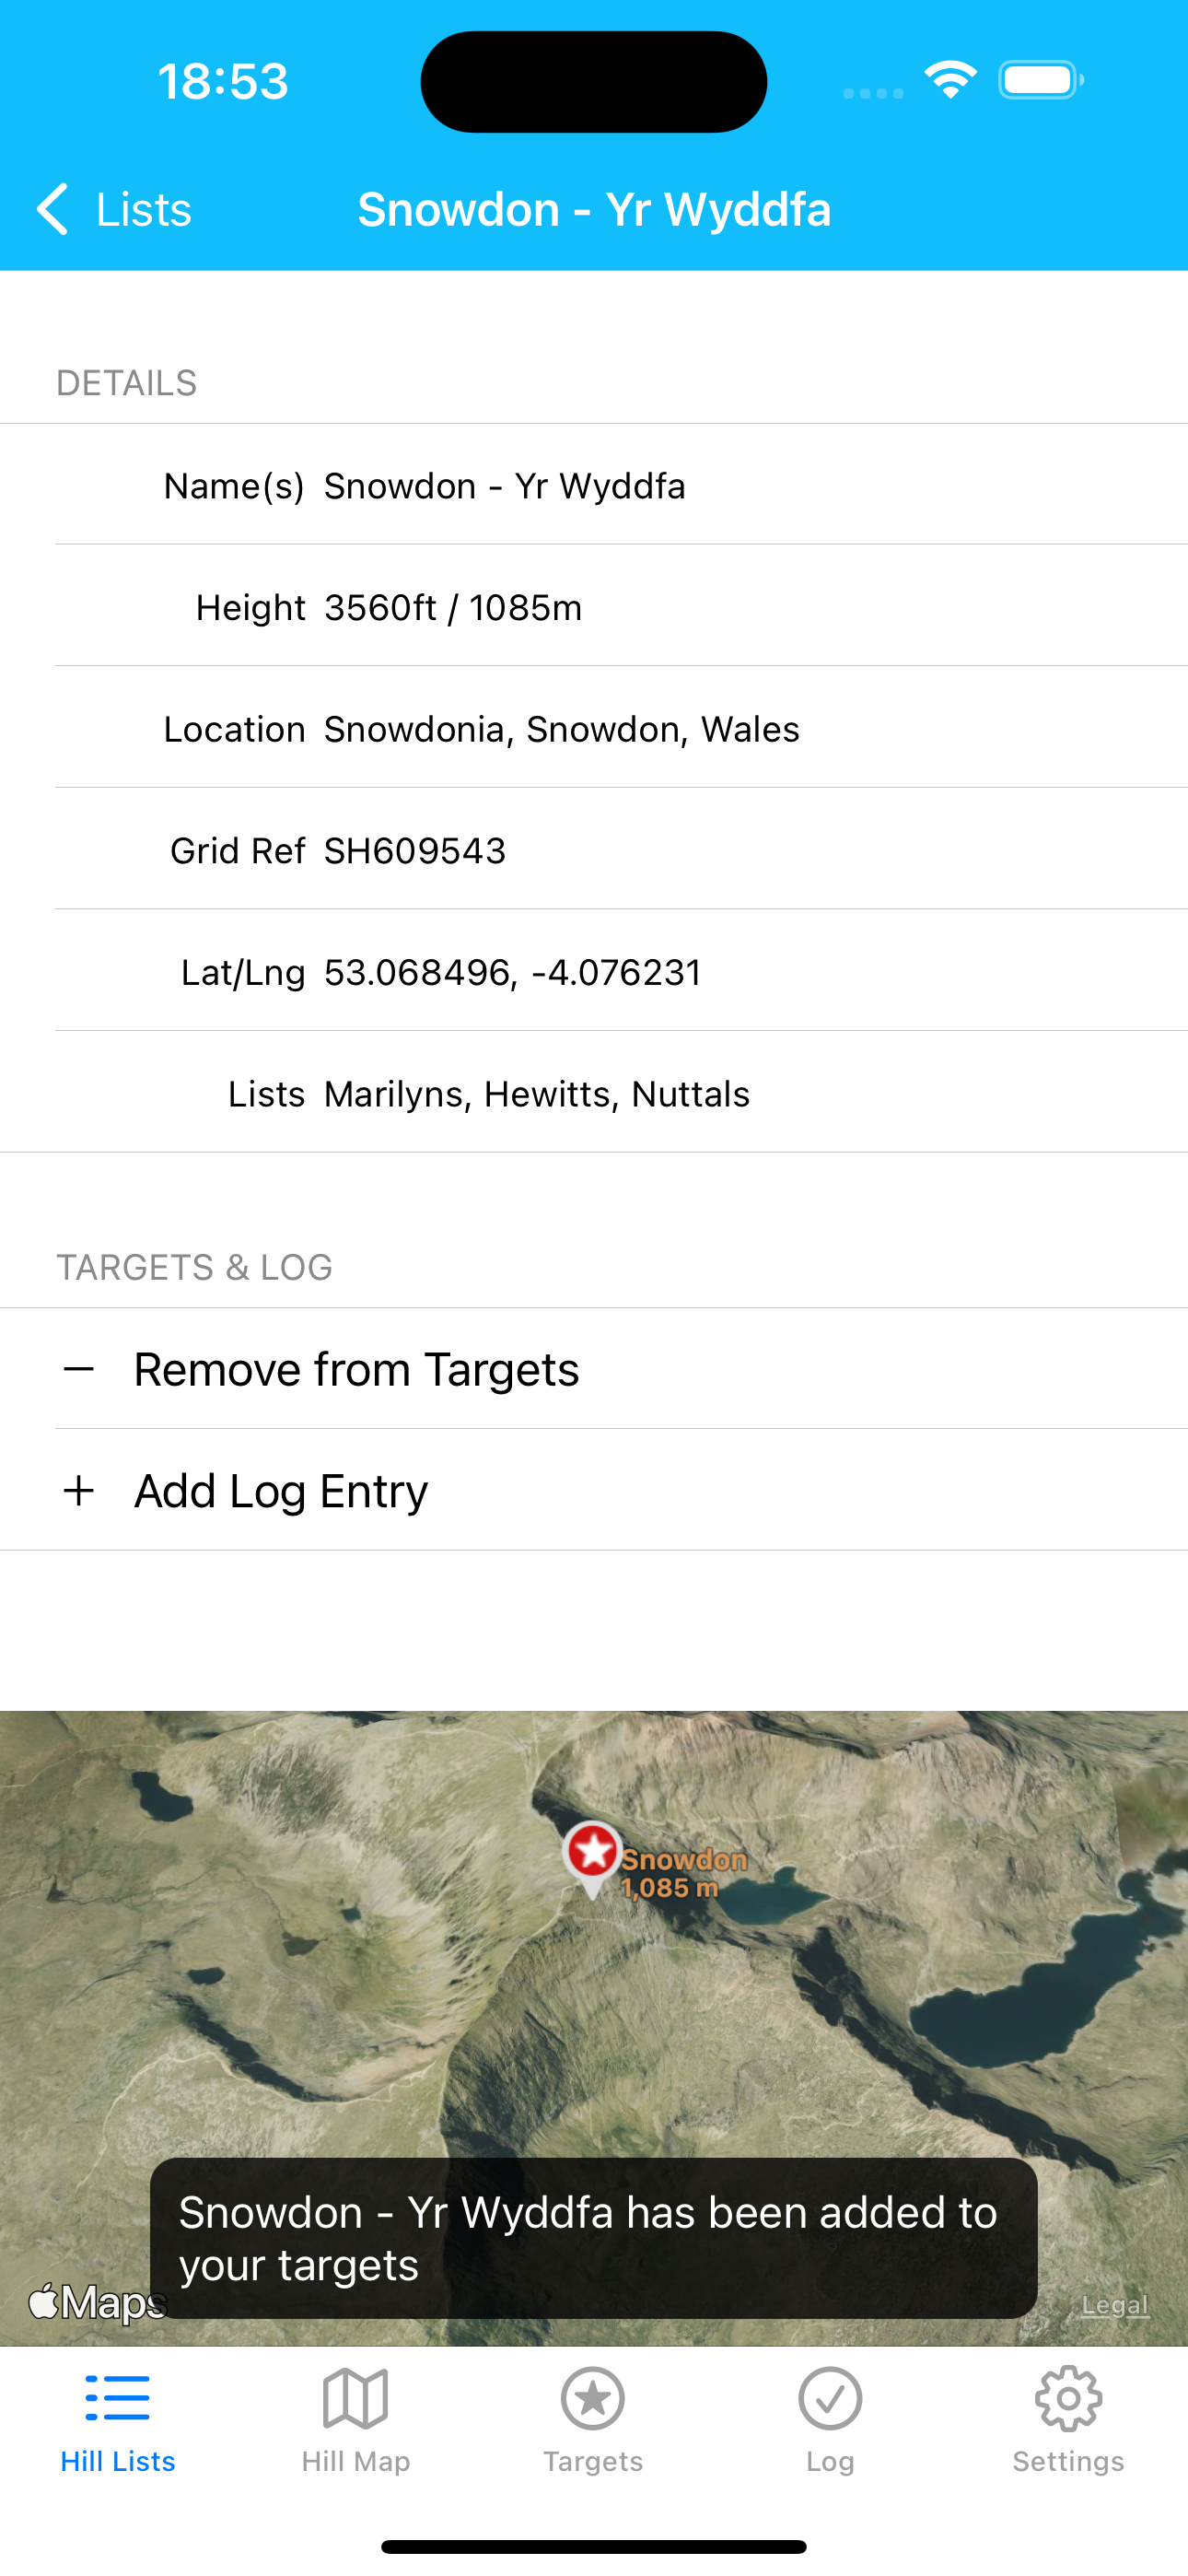 18:53
Lists
Snowdon - Yr Wyddfa
DETAILS
Name(s) Snowdon - Yr Wyddfa
Height 3560ft / 1085m
Location Snowdonia, Snowdon, Wales
Grid Ref SH609543
Lat/Lng 53.068496, -4.076231
Lists Marilyns, Hewitts, Nuttals
TARGETS & LOG
− Remove from Targets
+ Add Log Entry
Snowdon
1,085 m
Snowdon - Yr Wyddfa has been added to
your targets
Maps
Legal
Hill Lists
Hill Map
Targets
Log
Settings